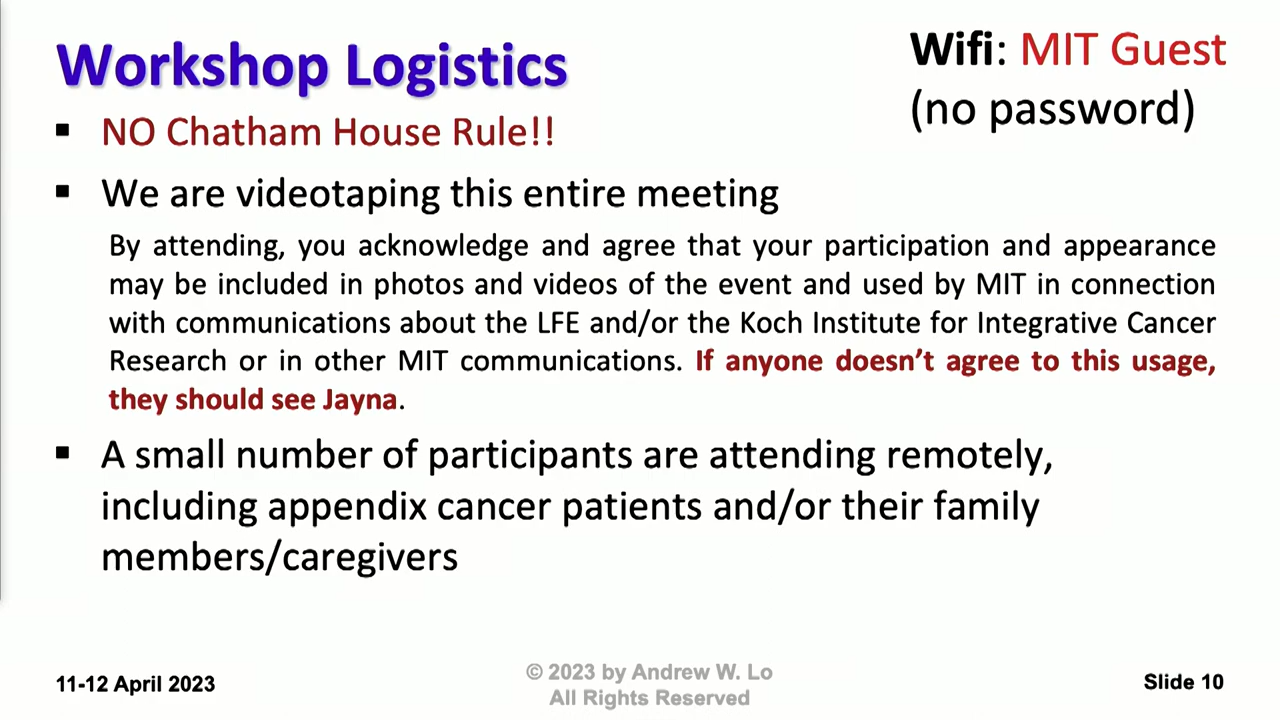 Workshop Logistics
Wifi: MIT Guest
(no password)
▪ NO Chatham House Rule!!
▪ We are videotaping this entire meeting
By attending, you acknowledge and agree that your participation and appearance
may be included in photos and videos of the event and used by MIT in connection
with communications about the LFE and/or the Koch Institute for Integrative Cancer
Research or in other MIT communications. If anyone doesn’t agree to this usage,
they should see Jayna.
▪ A small number of participants are attending remotely,
including appendix cancer patients and/or their family
members/caregivers
11-12 April 2023
© 2023 by Andrew W. Lo
All Rights Reserved
Slide 10